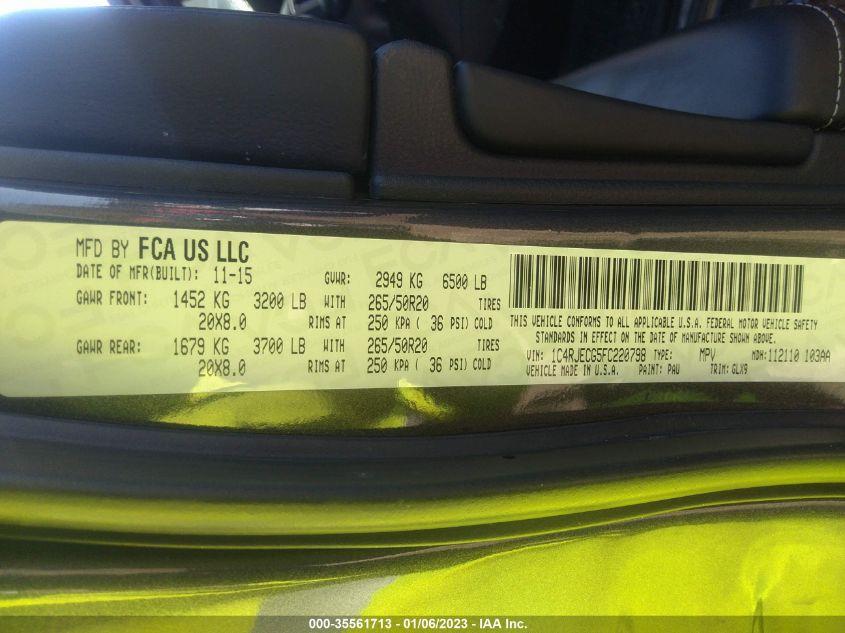 MFD BY FCA US LLC
DATE OF MFR(BUILT): 11-15 GVWR: 2949 KG 6500 LB
GAWR FRONT: 1452 KG 3200 LB WITH 265/50R20 TIRES
20X8.0 RIMS AT 250 KPA ( 36 PSI) COLD
GAWR REAR: 1679 KG 3700 LB WITH 265/50R20 TIRES
20X8.0 RIMS AT 250 KPA ( 36 PSI) COLD
THIS VEHICLE CONFORMS TO ALL APPLICABLE U.S.A. FEDERAL MOTOR VEHICLE SAFETY
STANDARDS IN EFFECT ON THE DATE OF MANUFACTURE SHOWN ABOVE.
VIN: 1C4RJECG5FC220798 TYPE: MPV MDH: 112110 103AA
VEHICLE MADE IN U.S.A. PAINT: PAU TRIM: GLX9
000-35561713 - 01/06/2023 - IAA Inc.